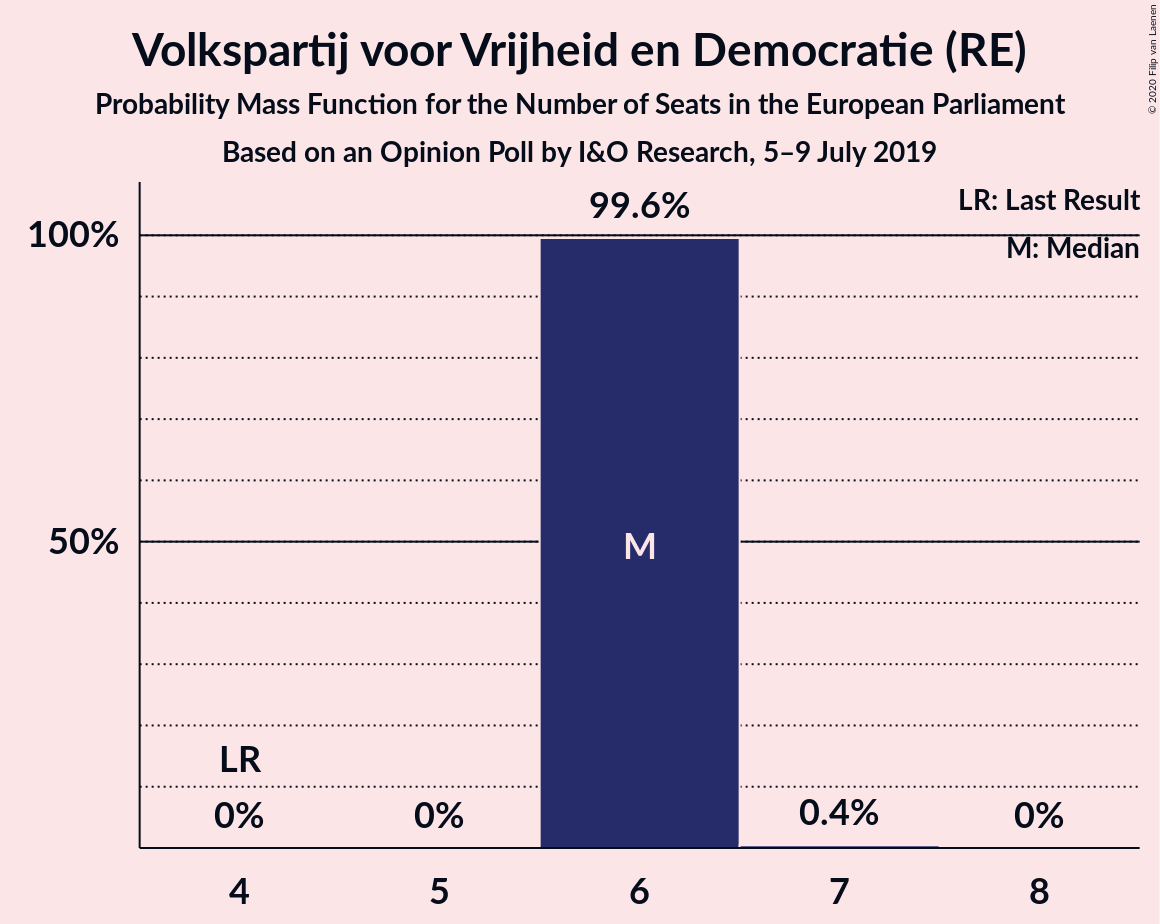 Volkspartij voor Vrijheid en Democratie (RE)
Probability Mass Function for the Number of Seats in the European Parliament
Based on an Opinion Poll by I&O Research, 5–9 July 2019
© 2020 Filip van Laenen
LR: Last Result
M: Median
99.6%
100%
50%
M
LR
0%
0%
0.4%
0%
4
5
6
7
8